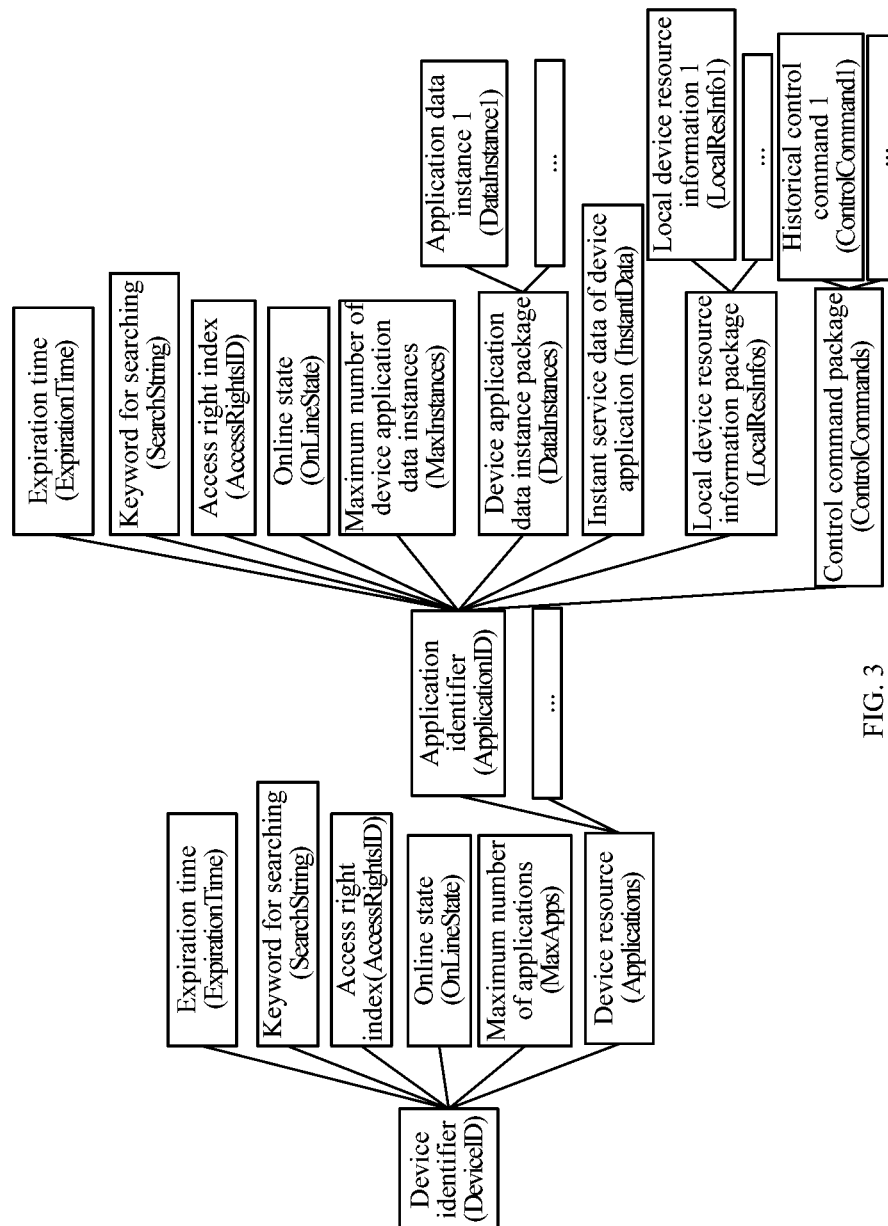 Device
identifier
(DeviceID)
Expiration time
(ExpirationTime)
Keyword for searching
(SearchString)
Access right
index(AccessRightsID)
Online state
(OnLineState)
Maximum number
of applications
(MaxApps)
Device resource
(Applications)
Application
identifier
(ApplicationID)
...
Expiration time
(ExpirationTime)
Keyword for searching
(SearchString)
Access right index
(AccessRightsID)
Online state
(OnLineState)
Maximum number of
device application
data instances
(MaxInstances)
Device application
data instance package
(DataInstances)
Instant service data of device
application (InstantData)
Local device resource
information package
(LocalResInfos)
Control command package
(ControlCommands)
Application data
instance 1
(DataInstance1)
...
Local device resource
information 1
(LocalResInfo1)
...
Historical control
command 1
(ControlCommand1)
...
FIG. 3